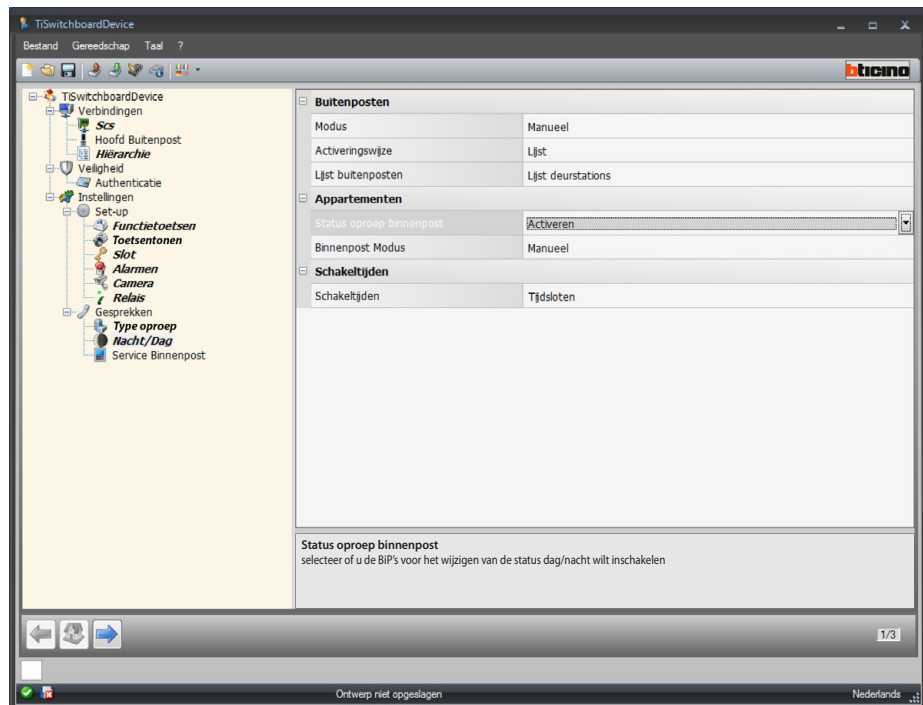 TiSwitchboardDevice
Bestand Gereedschap Taal ?
bticino
TiSwitchboardDevice
Verbindingen
Scs
Hoofd Buitenpost
Hiërarchie
Veiligheid
Authenticatie
Instellingen
Set-up
Functietoetsen
Toetsentonen
Slot
Alarmen
Camera
Relais
Gesprekken
Type oproep
Nacht/Dag
Service Binnenpost
Buitenposten
Modus Manueel
Activeringswijze Lijst
Lijst buitenposten Lijst deurstations
Appartementen
Status oproep binnenpost Activeren
Binnenpost Modus Manueel
Schakeltijden
Schakeltijden Tijdsloten
Status oproep binnenpost
selecteer of u de BiP's voor het wijzigen van de status dag/nacht wilt inschakelen
1/3
Ontwerp niet opgeslagen Nederlands